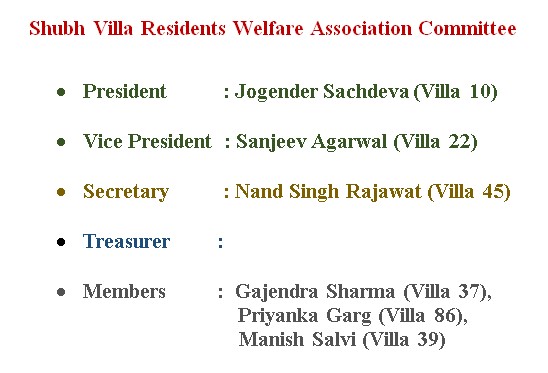 Shubh Villa Residents Welfare Association Committee
• President : Jogender Sachdeva (Villa 10)
• Vice President : Sanjeev Agarwal (Villa 22)
• Secretary : Nand Singh Rajawat (Villa 45)
• Treasurer :
• Members : Gajendra Sharma (Villa 37),
Priyanka Garg (Villa 86),
Manish Salvi (Villa 39)